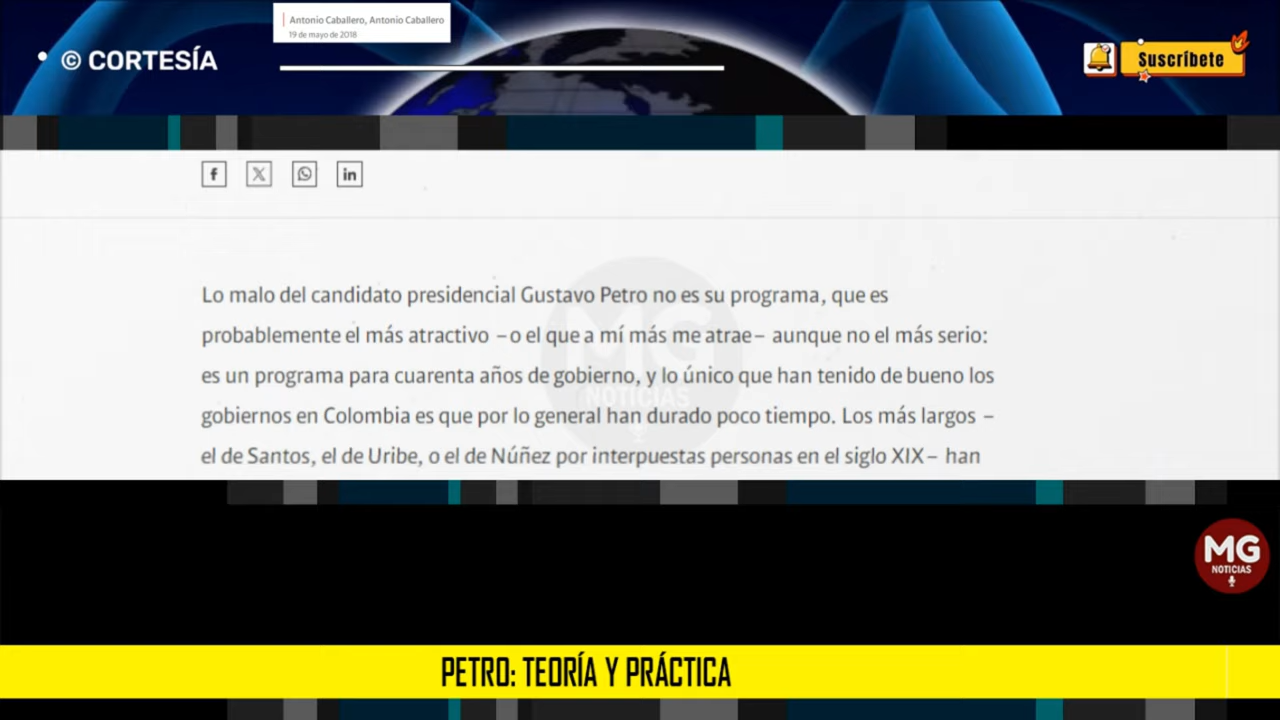 Antonio Caballero, Antonio Caballero
19 de mayo de 2018
© CORTESÍA
Suscríbete
Lo malo del candidato presidencial Gustavo Petro no es su programa, que es
probablemente el más atractivo –o el que a mí más me atrae– aunque no el más serio:
es un programa para cuarenta años de gobierno, y lo único que han tenido de bueno los
gobiernos en Colombia es que por lo general han durado poco tiempo. Los más largos –
el de Santos, el de Uribe, o el de Núñez por interpuestas personas en el siglo XIX– han
MG
NOTICIAS
MG
NOTICIAS
PETRO: TEORÍA Y PRÁCTICA